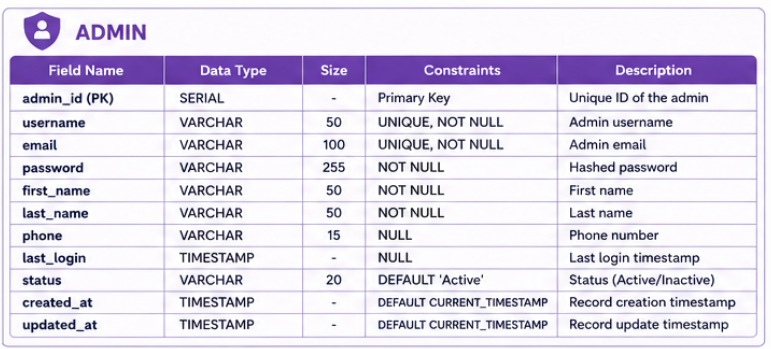 ADMIN
Field Name Data Type Size Constraints Description
admin_id (PK) SERIAL - Primary Key Unique ID of the admin
username VARCHAR 50 UNIQUE, NOT NULL Admin username
email VARCHAR 100 UNIQUE, NOT NULL Admin email
password VARCHAR 255 NOT NULL Hashed password
first_name VARCHAR 50 NOT NULL First name
last_name VARCHAR 50 NOT NULL Last name
phone VARCHAR 15 NULL Phone number
last_login TIMESTAMP - NULL Last login timestamp
status VARCHAR 20 DEFAULT 'Active' Status (Active/Inactive)
created_at TIMESTAMP - DEFAULT CURRENT_TIMESTAMP Record creation timestamp
updated_at TIMESTAMP - DEFAULT CURRENT_TIMESTAMP Record update timestamp